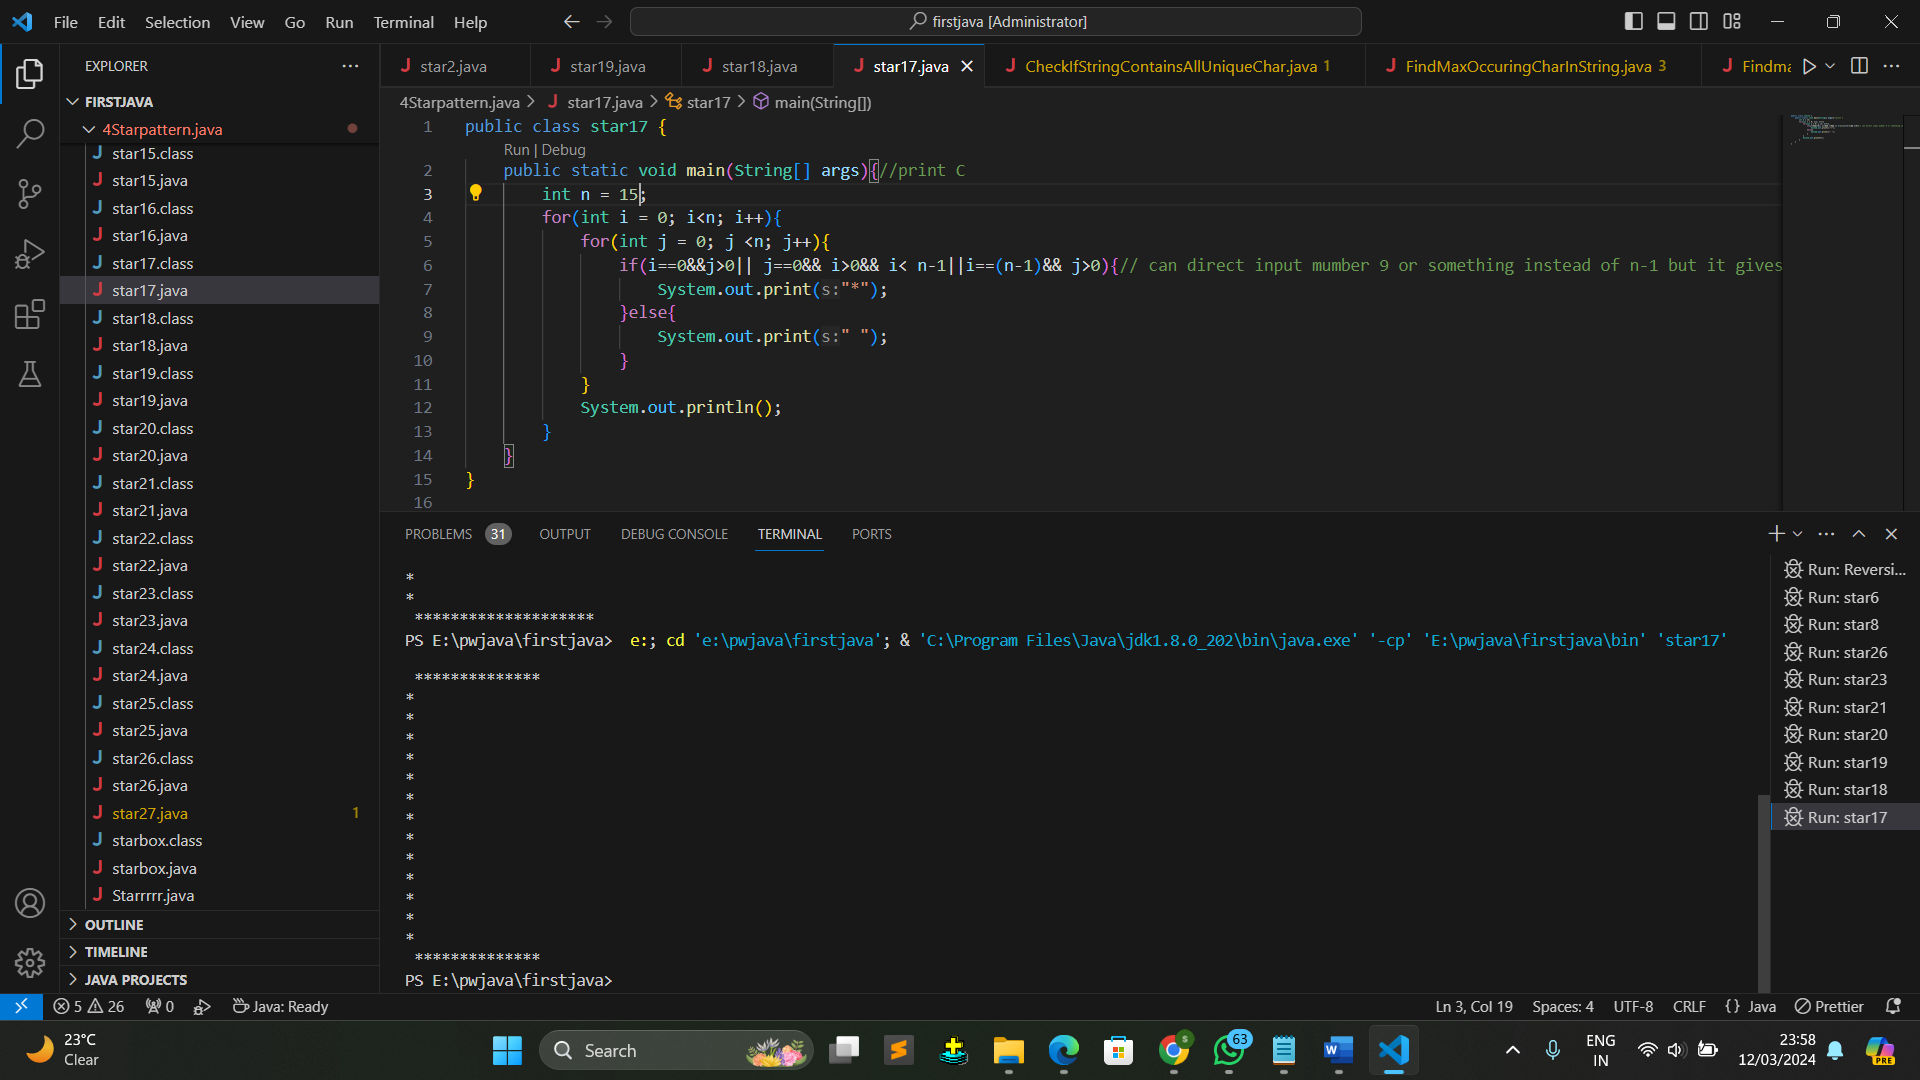 File Edit Selection View Go Run Terminal Help
firstjava [Administrator]
EXPLORER
FIRSTJAVA
4Starpattern.java
star15.class
star15.java
star16.class
star16.java
star17.class
star17.java
star18.class
star18.java
star19.class
star19.java
star20.class
star20.java
star21.class
star21.java
star22.class
star22.java
star23.class
star23.java
star24.class
star24.java
star25.class
star25.java
star26.class
star26.java
star27.java 1
starbox.class
starbox.java
Starrrrr.java
OUTLINE
TIMELINE
JAVA PROJECTS
star2.java star19.java star18.java star17.java CheckIfStringContainsAllUniqueChar.java 1 FindMaxOccuringCharInString.java 3 Findma
4Starpattern.java > star17.java > star17 > main(String[])
1 public class star17 {
Run | Debug
2 public static void main(String[] args){//print C
3 int n = 15;
4 for(int i = 0; i<n; i++){
5 for(int j = 0; j <n; j++){
6 if(i==0&&j>0|| j==0&& i>0&& i< n-1||i==(n-1)&& j>0){// can direct input mumber 9 or something instead of n-1 but it gives
7 System.out.print(s:"*");
8 }else{
9 System.out.print(s:" ");
10 }
11 }
12 System.out.println();
13 }
14 }
15 }
16
PROBLEMS 31 OUTPUT DEBUG CONSOLE TERMINAL PORTS
*
*
********************
PS E:\pwjava\firstjava> e:; cd 'e:\pwjava\firstjava'; & 'C:\Program Files\Java\jdk1.8.0_202\bin\java.exe' '-cp' 'E:\pwjava\firstjava\bin' 'star17'
**************
*
*
*
*
*
*
*
*
*
*
*
*
*
**************
PS E:\pwjava\firstjava>
Run: Reversi...
Run: star6
Run: star8
Run: star26
Run: star23
Run: star21
Run: star20
Run: star19
Run: star18
Run: star17
5 26 0 Java: Ready Ln 3, Col 19 Spaces: 4 UTF-8 CRLF {} Java Prettier
23°C
Clear
Search
63
PRE
ENG
IN
23:58
12/03/2024